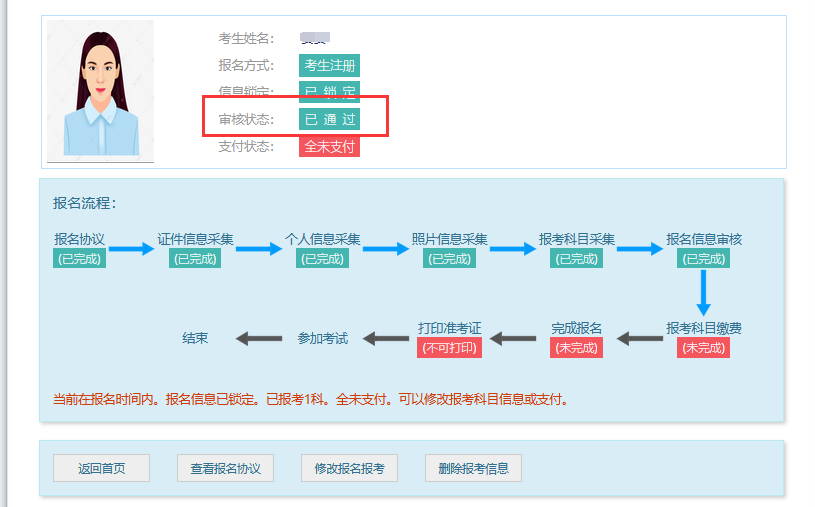 考生姓名:
报名方式: 考生注册
信息锁定: 已 锁 定
审核状态: 已 通 过
支付状态: 全未支付
报名流程:
报名协议 证件信息采集 个人信息采集 照片信息采集 报考科目采集 报名信息审核
(已完成) (已完成) (已完成) (已完成) (已完成) (已完成)
结束 参加考试 打印准考证 完成报名 报考科目缴费
(不可打印) (未完成) (未完成)
当前在报名时间内。报名信息已锁定。已报考1科。全未支付。可以修改报考科目信息或支付。
返回首页 查看报名协议 修改报名报考 删除报考信息